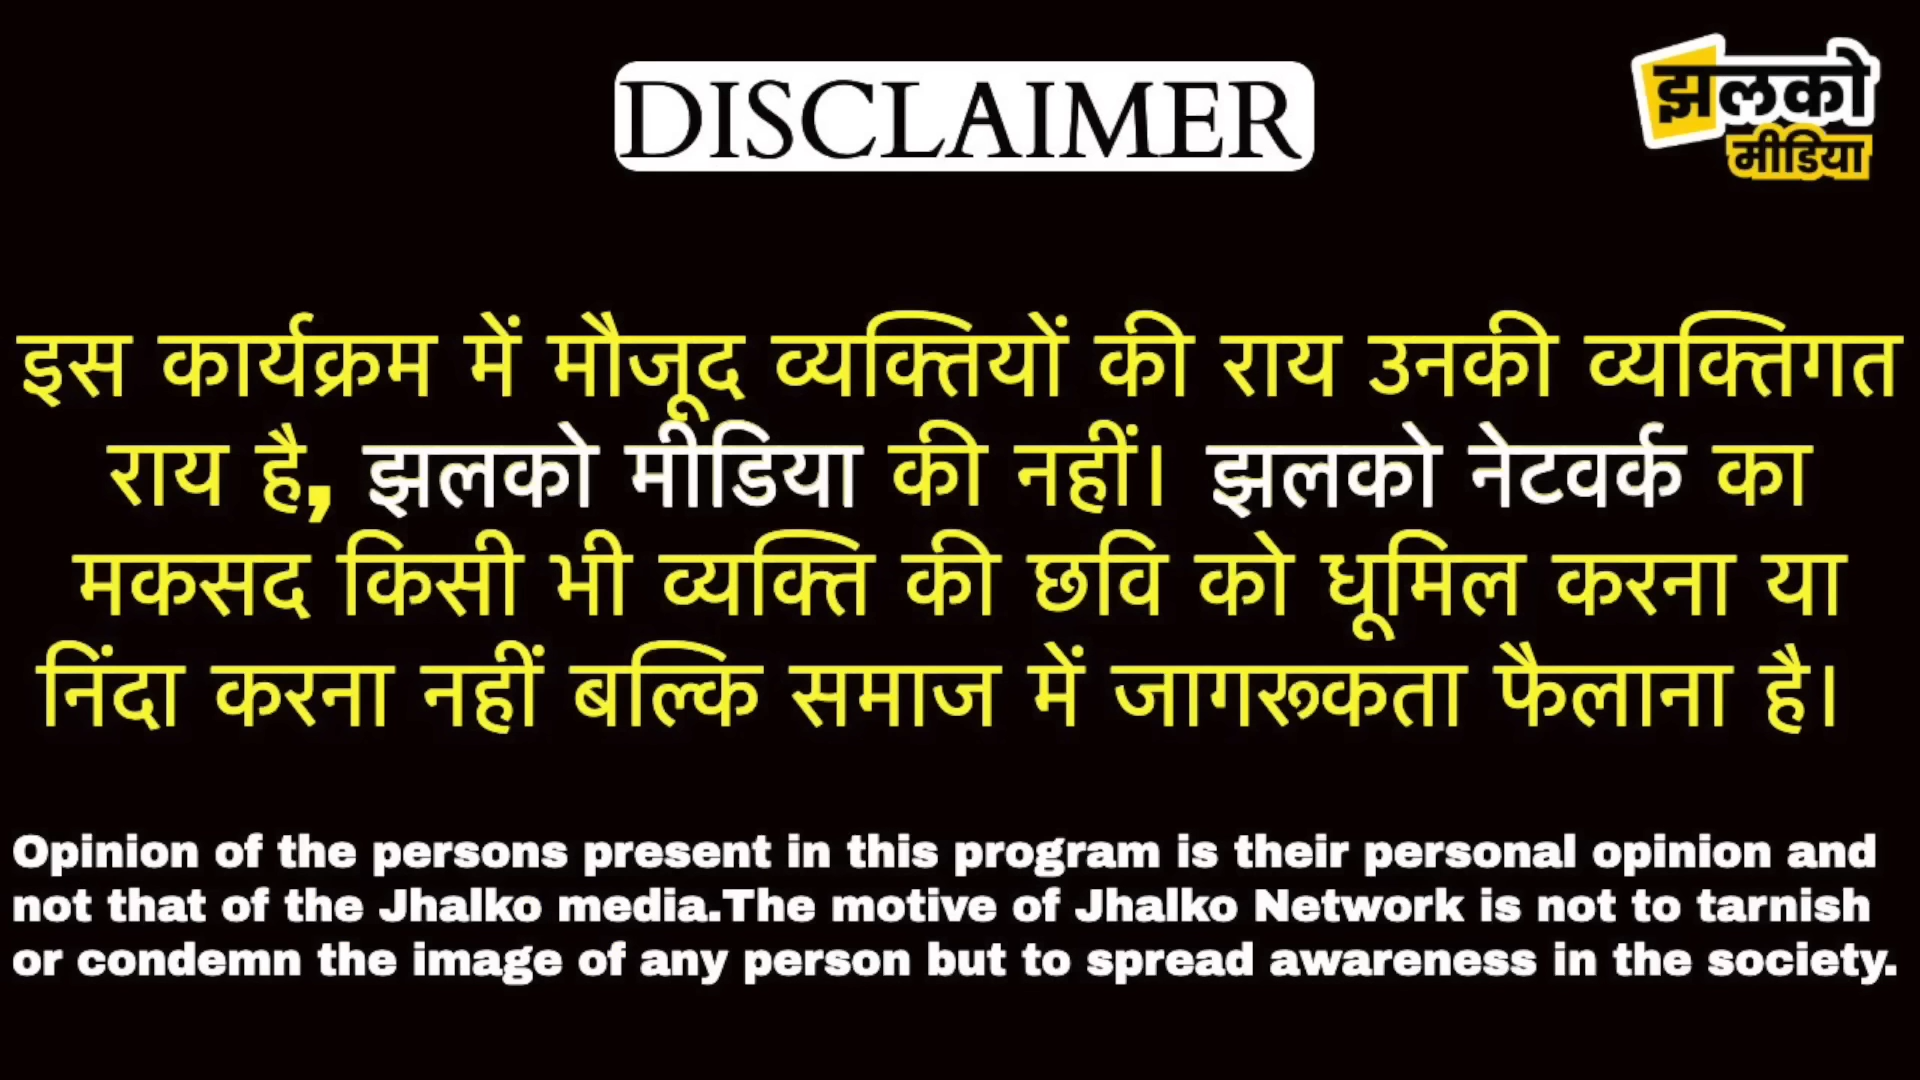 DISCLAIMER
झलको
मीडिया
इस कार्यक्रम में मौजूद व्यक्तियों की राय उनकी व्यक्तिगत
राय है, झलको मीडिया की नहीं। झलको नेटवर्क का
मकसद किसी भी व्यक्ति की छवि को धूमिल करना या
निंदा करना नहीं बल्कि समाज में जागरूकता फैलाना है।
Opinion of the persons present in this program is their personal opinion and
not that of the Jhalko media.The motive of Jhalko Network is not to tarnish
or condemn the image of any person but to spread awareness in the society.